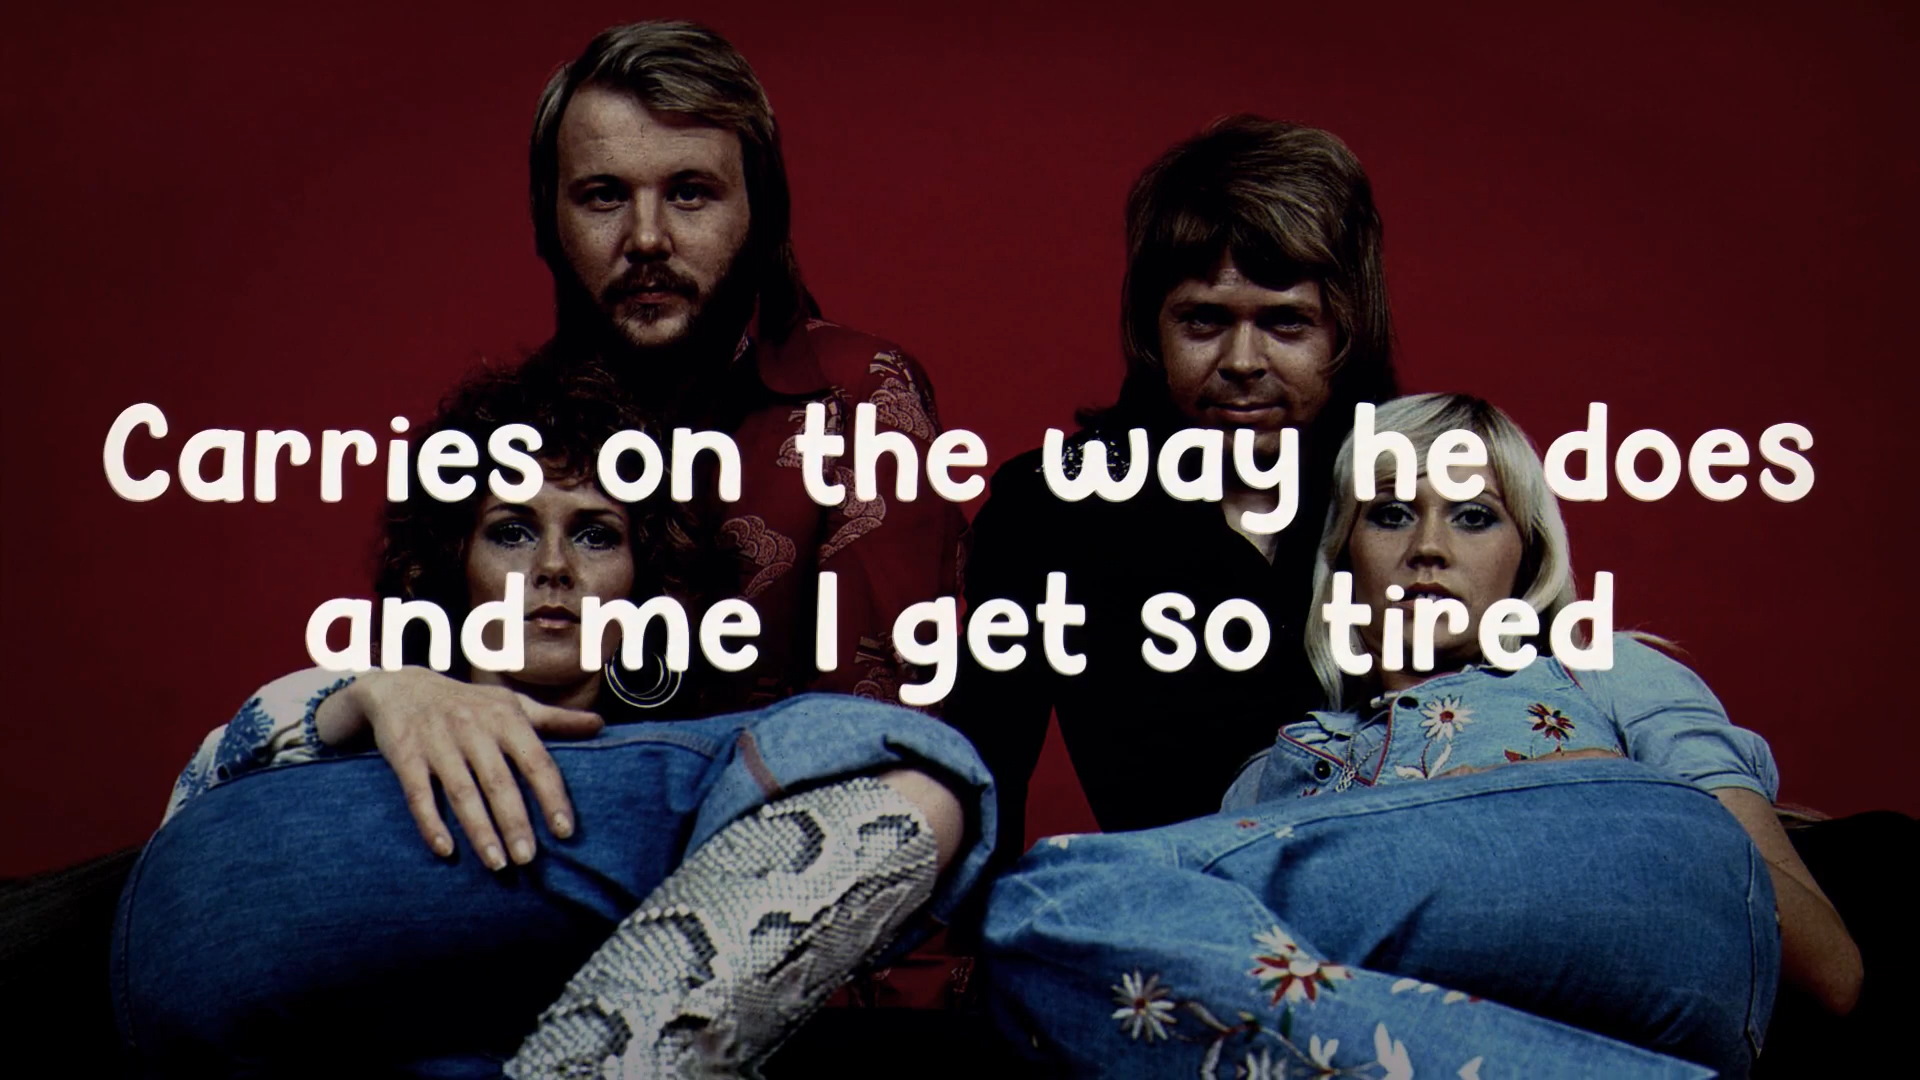 Carries on the way he does
and me I get so tired